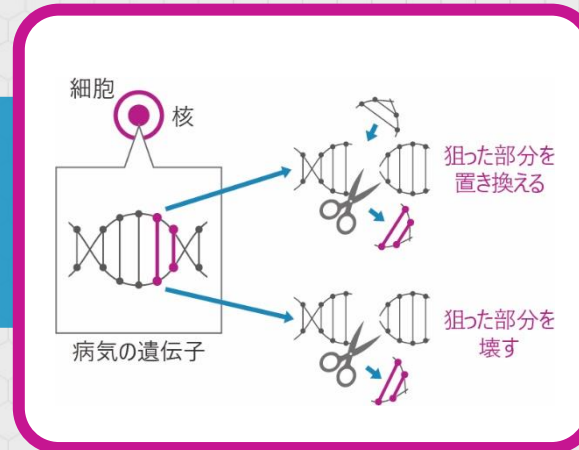 細胞
核
病気の遺伝子
狙った部分を
置き換える
狙った部分を
壊す